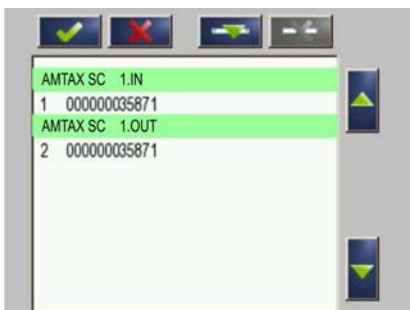 AMTAX SC 1.IN
1 000000035871
AMTAX SC 1.OUT
2 000000035871